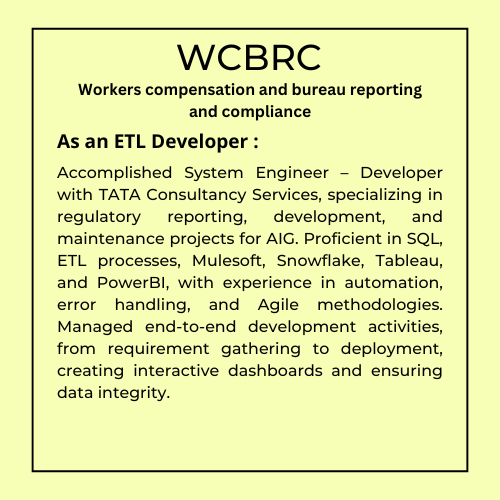 WCBRC
Workers compensation and bureau reporting
and compliance
As an ETL Developer :
Accomplished System Engineer – Developer
with TATA Consultancy Services, specializing in
regulatory reporting, development, and
maintenance projects for AIG. Proficient in SQL,
ETL processes, Mulesoft, Snowflake, Tableau,
and PowerBI, with experience in automation,
error handling, and Agile methodologies.
Managed end-to-end development activities,
from requirement gathering to deployment,
creating interactive dashboards and ensuring
data integrity.